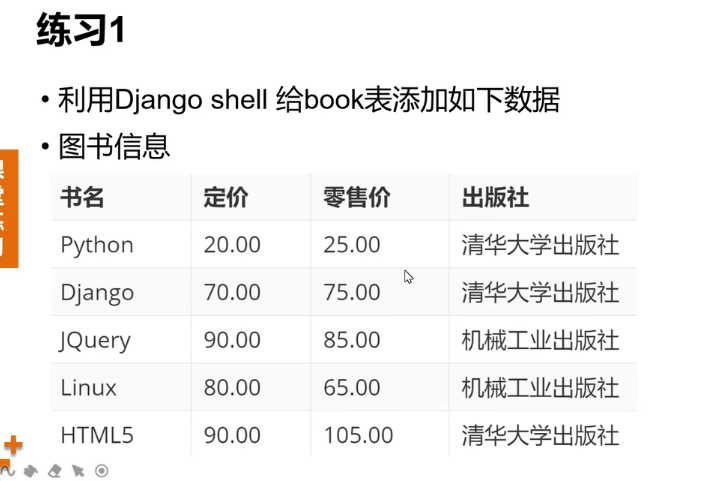 练习1
• 利用Django shell 给book表添加如下数据
• 图书信息
书名 定价 零售价 出版社
Python 20.00 25.00 清华大学出版社
Django 70.00 75.00 清华大学出版社
JQuery 90.00 85.00 机械工业出版社
Linux 80.00 65.00 机械工业出版社
HTML5 90.00 105.00 清华大学出版社